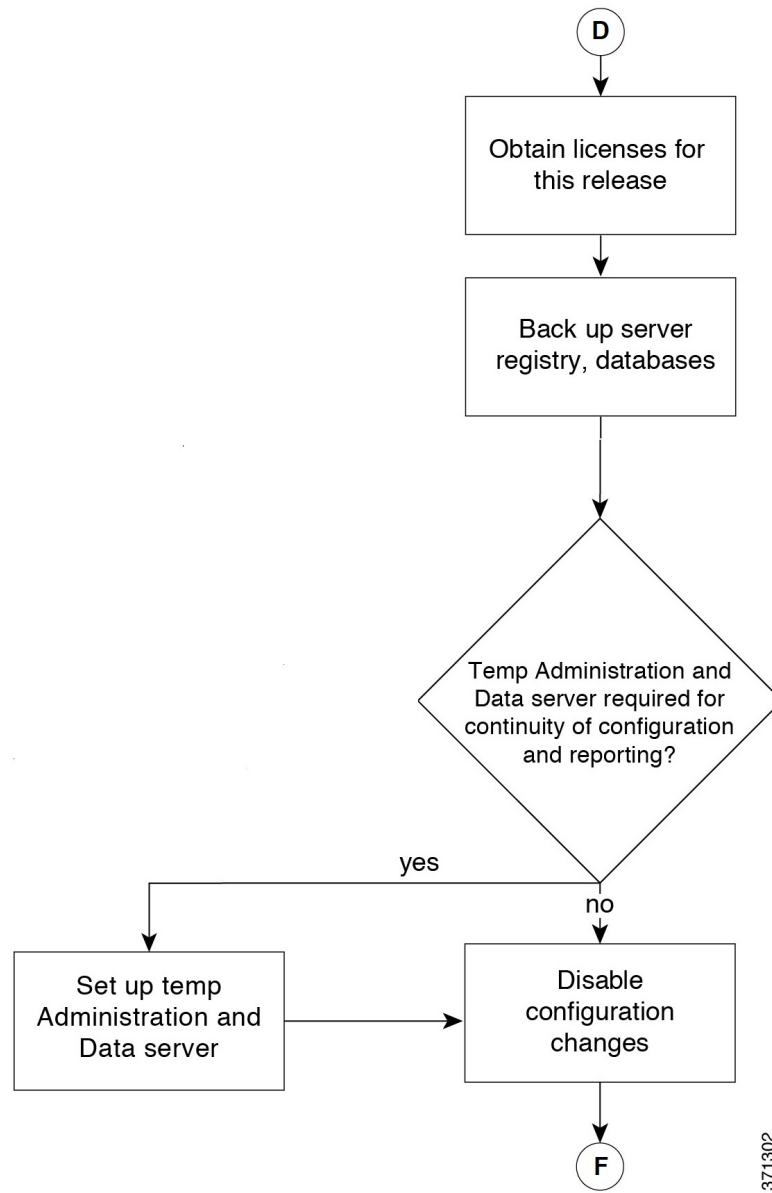 D
Obtain licenses for
this release
Back up server
registry, databases
Temp Administration and
Data server required for
continuity of configuration
and reporting?
yes
no
Set up temp
Administration and
Data server
Disable
configuration
changes
F
371302